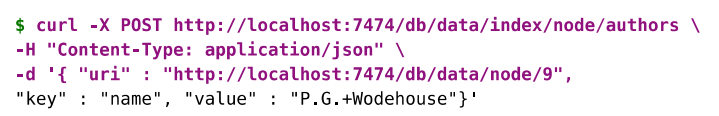 $ curl -X POST http://localhost:7474/db/data/index/node/authors \
-H "Content-Type: application/json" \
-d '{ "uri" : "http://localhost:7474/db/data/node/9",
"key" : "name", "value" : "P.G.+Wodehouse"}'